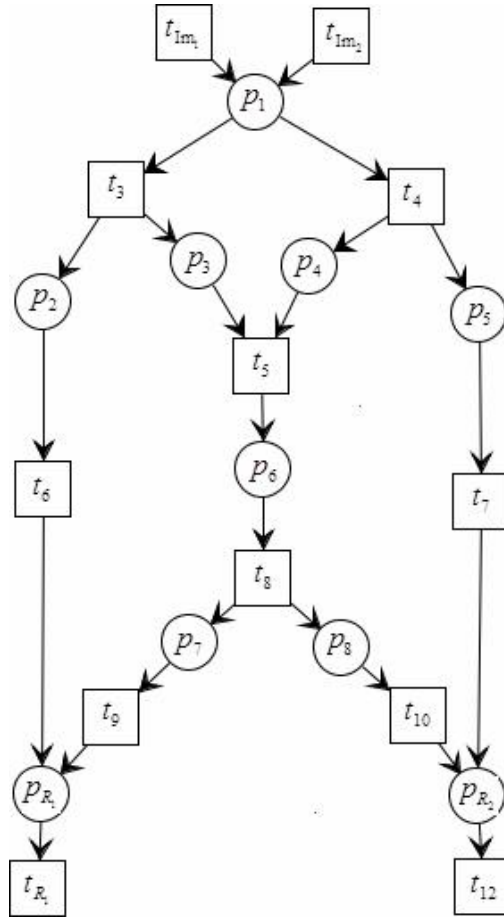 t_Im₁ t_Im₂
p₁
t₃ t₄
p₃ p₄
p₂ p₅
t₅
p₆
t₆ t₇
t₈
p₇ p₈
t₉ t₁₀
p_R₁ p_R₂
t_R₁ t₁₂